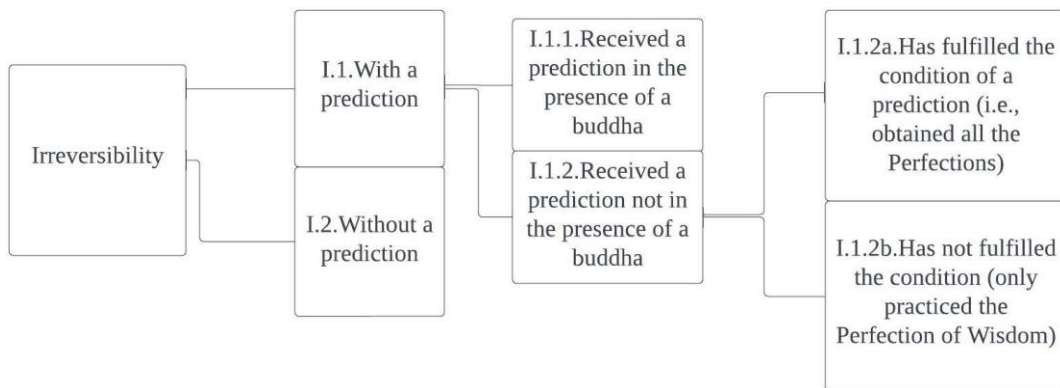 Irreversibility
I.1.With a
prediction
I.2.Without a
prediction
I.1.1.Received a
prediction in the
presence of a
buddha
I.1.2.Received a
prediction not in
the presence of a
buddha
I.1.2a.Has fulfilled the
condition of a
prediction (i.e.,
obtained all the
Perfections)
I.1.2b.Has not fulfilled
the condition (only
practiced the
Perfection of Wisdom)